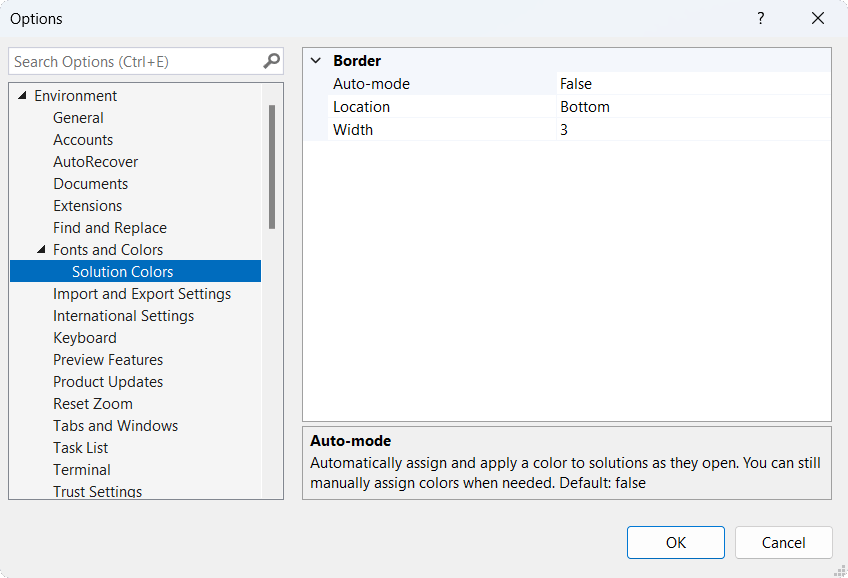 Options
?
Search Options (Ctrl+E)
Environment
General
Accounts
AutoRecover
Documents
Extensions
Find and Replace
Fonts and Colors
Solution Colors
Import and Export Settings
International Settings
Keyboard
Preview Features
Product Updates
Reset Zoom
Tabs and Windows
Task List
Terminal
Trust Settings
Border
Auto-mode False
Location Bottom
Width 3
Auto-mode
Automatically assign and apply a color to solutions as they open. You can still
manually assign colors when needed. Default: false
OK Cancel